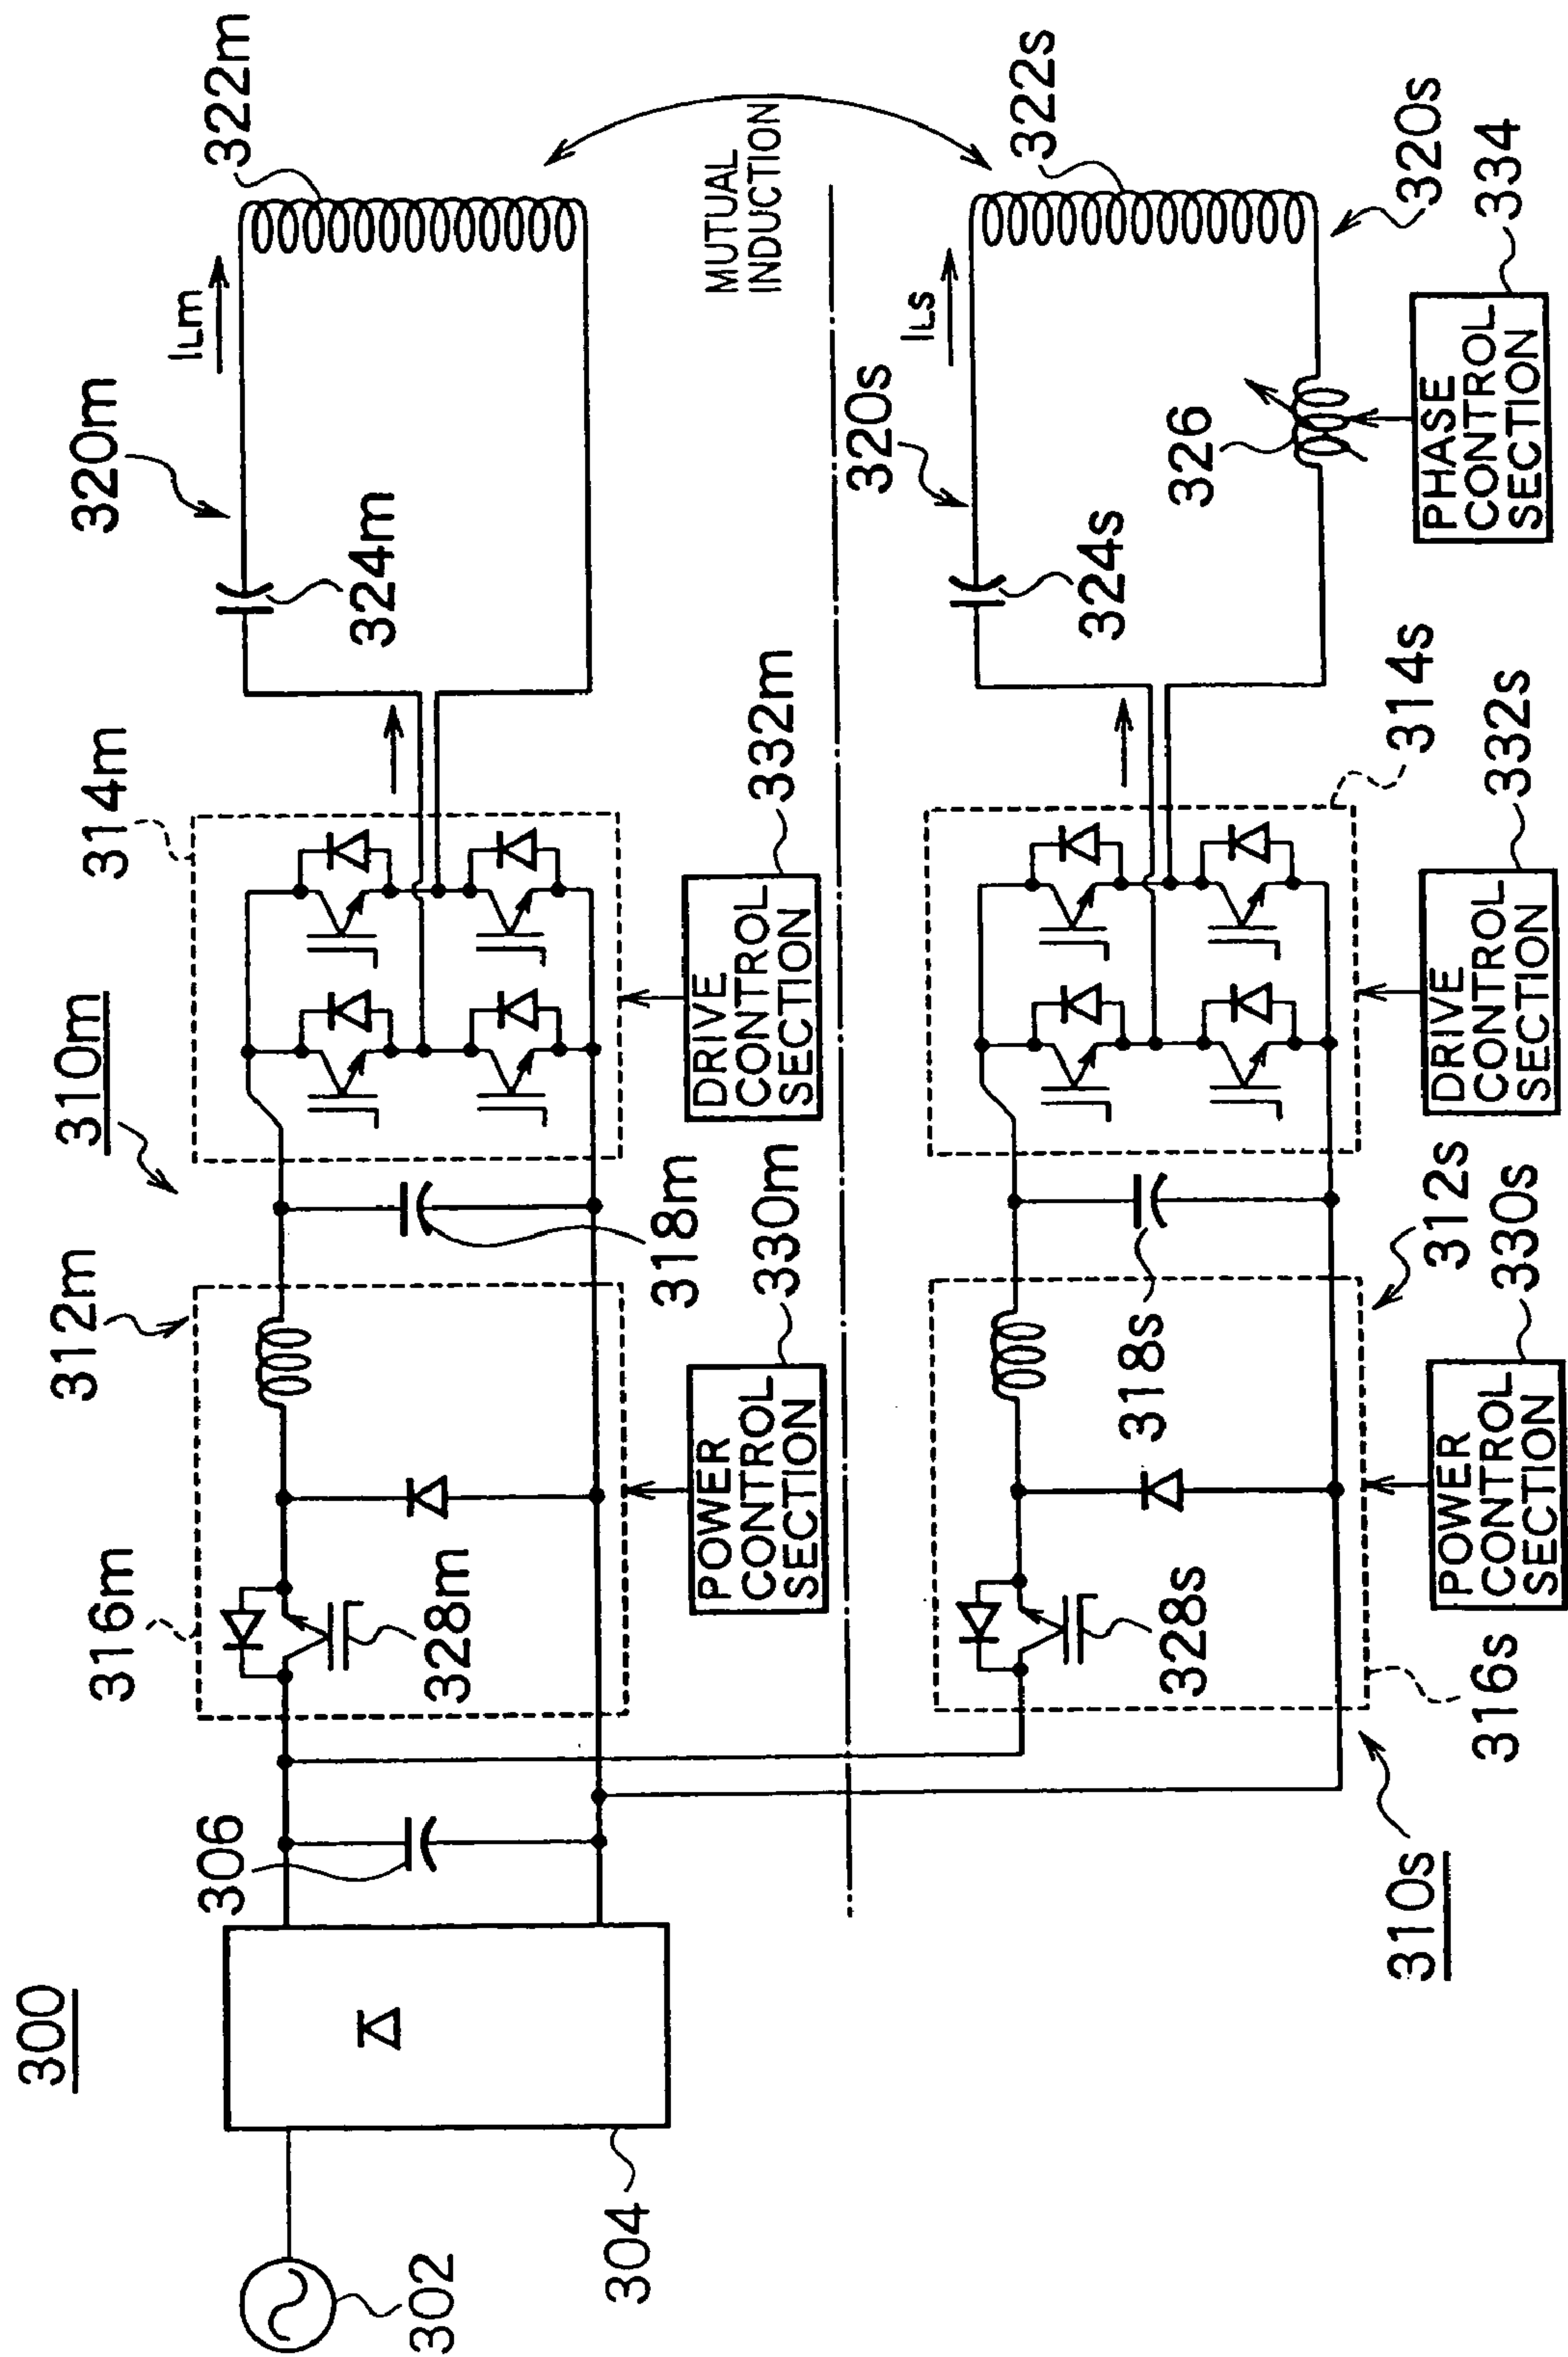 300
302
304
306
310m
312m
316m
328m
318m
POWER
CONTROL
SECTION
330m
314m
DRIVE
CONTROL
SECTION
332m
320m
324m
ILm
322m
MUTUAL
INDUCTION
310s
316s
328s
312s
318s
POWER
CONTROL
SECTION
330s
314s
DRIVE
CONTROL
SECTION
332s
320s
324s
ILs
322s
326
320s
PHASE
CONTROL
SECTION
334